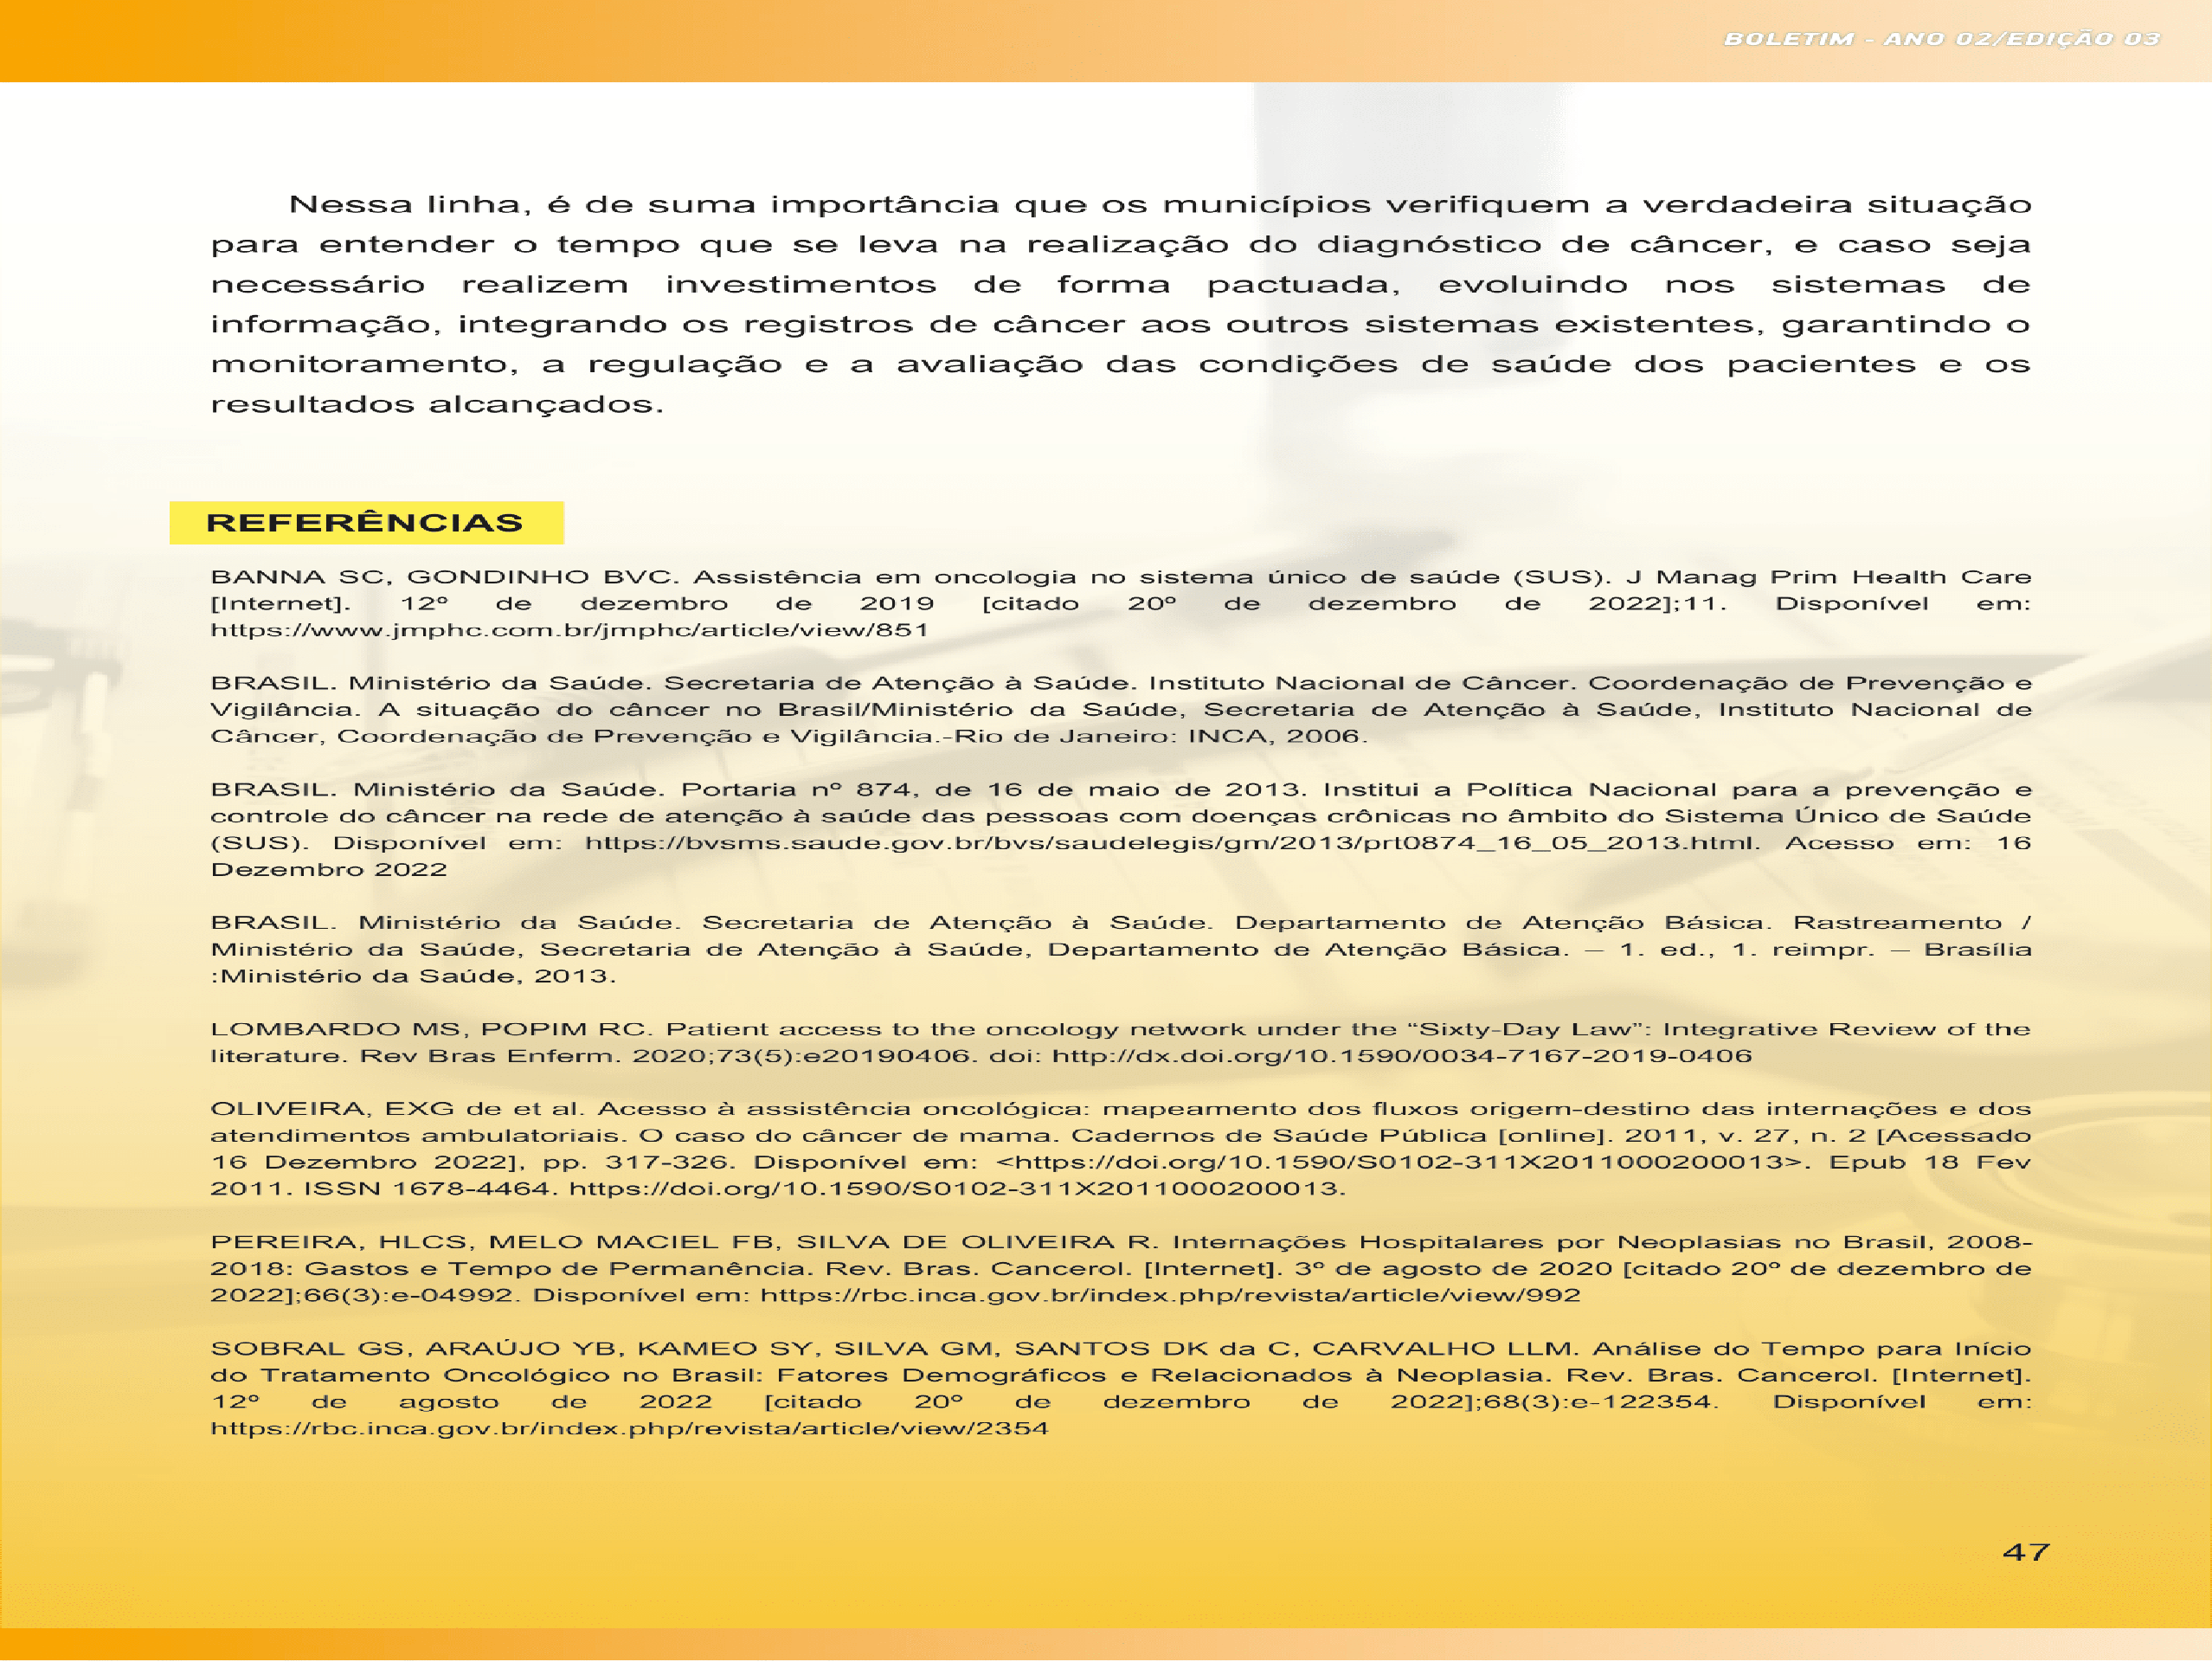 BOLETIM - ANO 02/EDIÇÃO 03
Nessa linha, é de suma importância que os municípios verifiquem a verdadeira situação
para entender o tempo que se leva na realização do diagnóstico de câncer, e caso seja
necessário realizem investimentos de forma pactuada, evoluindo nos sistemas de
informação, integrando os registros de câncer aos outros sistemas existentes, garantindo o
monitoramento, a regulação e a avaliação das condições de saúde dos pacientes e os
resultados alcançados.
REFERÊNCIAS
BANNA SC, GONDINHO BVC. Assistência em oncologia no sistema único de saúde (SUS). J Manag Prim Health Care
[Internet]. 12º de dezembro de 2019 [citado 20º de dezembro de 2022];11. Disponível em:
https://www.jmphc.com.br/jmphc/article/view/851
BRASIL. Ministério da Saúde. Secretaria de Atenção à Saúde. Instituto Nacional de Câncer. Coordenação de Prevenção e
Vigilância. A situação do câncer no Brasil/Ministério da Saúde, Secretaria de Atenção à Saúde, Instituto Nacional de
Câncer, Coordenação de Prevenção e Vigilância.-Rio de Janeiro: INCA, 2006.
BRASIL. Ministério da Saúde. Portaria nº 874, de 16 de maio de 2013. Institui a Política Nacional para a prevenção e
controle do câncer na rede de atenção à saúde das pessoas com doenças crônicas no âmbito do Sistema Único de Saúde
(SUS). Disponível em: https://bvsms.saude.gov.br/bvs/saudelegis/gm/2013/prt0874_16_05_2013.html. Acesso em: 16
Dezembro 2022
BRASIL. Ministério da Saúde. Secretaria de Atenção à Saúde. Departamento de Atenção Básica. Rastreamento /
Ministério da Saúde, Secretaria de Atenção à Saúde, Departamento de Atenção Básica. – 1. ed., 1. reimpr. – Brasília
:Ministério da Saúde, 2013.
LOMBARDO MS, POPIM RC. Patient access to the oncology network under the “Sixty-Day Law”: Integrative Review of the
literature. Rev Bras Enferm. 2020;73(5):e20190406. doi: http://dx.doi.org/10.1590/0034-7167-2019-0406
OLIVEIRA, EXG de et al. Acesso à assistência oncológica: mapeamento dos fluxos origem-destino das internações e dos
atendimentos ambulatoriais. O caso do câncer de mama. Cadernos de Saúde Pública [online]. 2011, v. 27, n. 2 [Acessado
16 Dezembro 2022], pp. 317-326. Disponível em: <https://doi.org/10.1590/S0102-311X2011000200013>. Epub 18 Fev
2011. ISSN 1678-4464. https://doi.org/10.1590/S0102-311X2011000200013.
PEREIRA, HLCS, MELO MACIEL FB, SILVA DE OLIVEIRA R. Internações Hospitalares por Neoplasias no Brasil, 2008-
2018: Gastos e Tempo de Permanência. Rev. Bras. Cancerol. [Internet]. 3º de agosto de 2020 [citado 20º de dezembro de
2022];66(3):e-04992. Disponível em: https://rbc.inca.gov.br/index.php/revista/article/view/992
SOBRAL GS, ARAÚJO YB, KAMEO SY, SILVA GM, SANTOS DK da C, CARVALHO LLM. Análise do Tempo para Início
do Tratamento Oncológico no Brasil: Fatores Demográficos e Relacionados à Neoplasia. Rev. Bras. Cancerol. [Internet].
12º de agosto de 2022 [citado 20º de dezembro de 2022];68(3):e-122354. Disponível em:
https://rbc.inca.gov.br/index.php/revista/article/view/2354
47